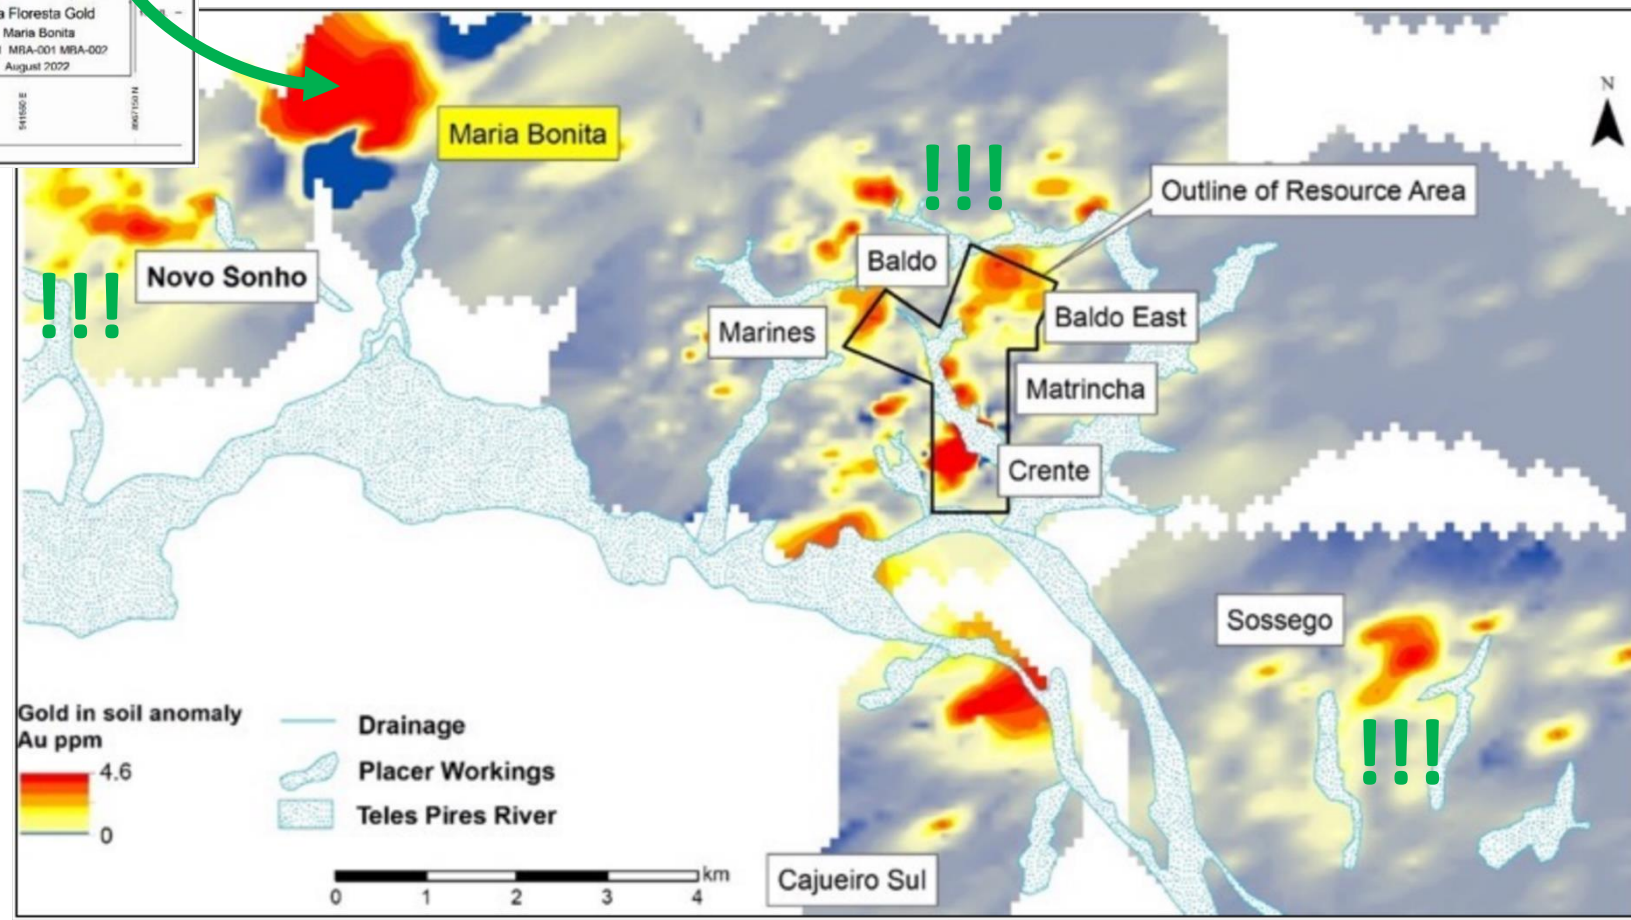 a Floresta Gold
Maria Bonita
MBA-001 MBA-002
August 2022
541550 E
N
Maria Bonita
!!!
Outline of Resource Area
Baldo
Novo Sonho
!!!
Marines
Baldo East
Matrincha
Crente
Sossego
!!!
Gold in soil anomaly
Au ppm
4.6
0
Drainage
Placer Workings
Teles Pires River
km
0 1 2 3 4
Cajueiro Sul